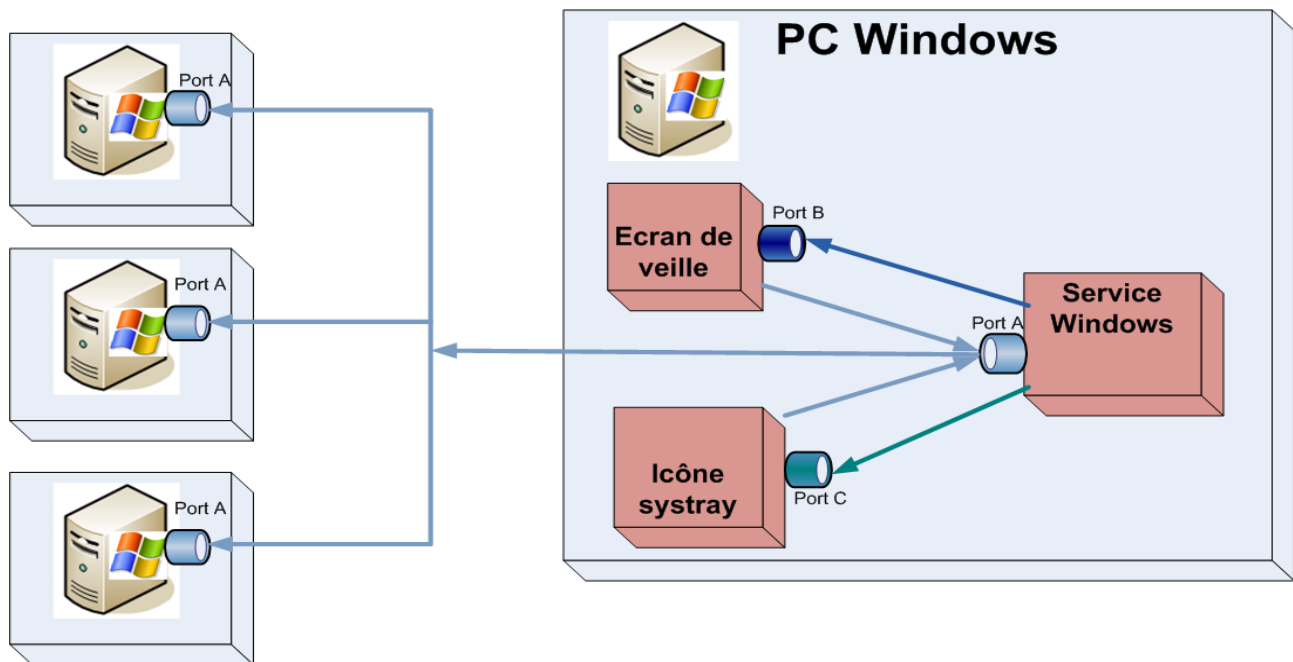 PC Windows
Port A
Port A
Port A
Port B
Ecran de
veille
Service
Windows
Port A
Icône
systray
Port C